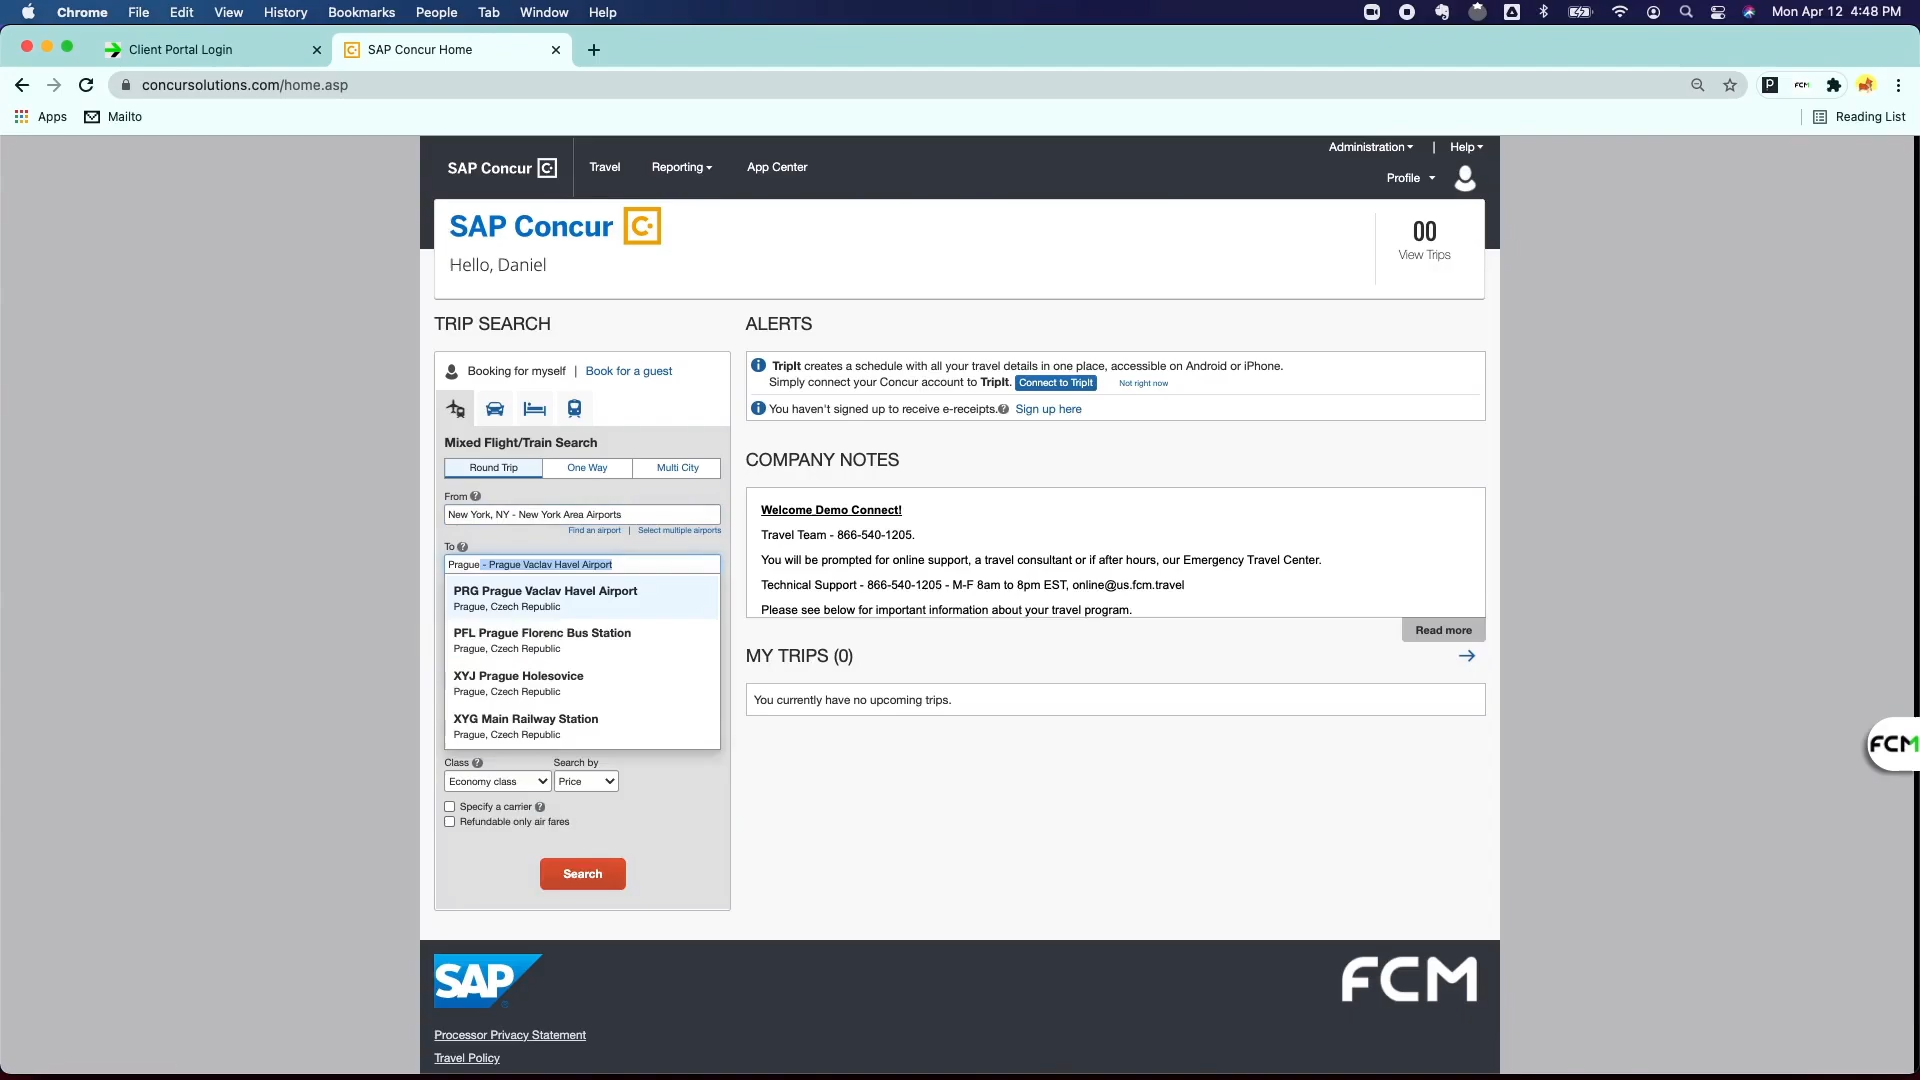 Chrome File Edit View History Bookmarks People Tab Window Help
Mon Apr 12 4:48 PM
Client Portal Login
SAP Concur Home
concursolutions.com/home.asp
FCM
Apps
Mailto
Reading List
Administration | Help
SAP Concur C
Travel
Reporting
App Center
Profile
SAP Concur C
Hello, Daniel
00
View Trips
TRIP SEARCH
Booking for myself | Book for a guest
Mixed Flight/Train Search
Round Trip
One Way
Multi City
From
New York, NY - New York Area Airports
Find an airport | Select multiple airports
To
Prague - Prague Vaclav Havel Airport
PRG Prague Vaclav Havel Airport
Prague, Czech Republic
PFL Prague Florenc Bus Station
Prague, Czech Republic
XYJ Prague Holesovice
Prague, Czech Republic
XYG Main Railway Station
Prague, Czech Republic
Class
Search by
Economy class
Price
Specify a carrier
Refundable only air fares
Search
ALERTS
TripIt creates a schedule with all your travel details in one place, accessible on Android or iPhone.
Simply connect your Concur account to TripIt. Connect to TripIt Not right now
You haven't signed up to receive e-receipts. Sign up here
COMPANY NOTES
Welcome Demo Connect!
Travel Team - 866-540-1205.
You will be prompted for online support, a travel consultant or if after hours, our Emergency Travel Center.
Technical Support - 866-540-1205 - M-F 8am to 8pm EST, online@us.fcm.travel
Please see below for important information about your travel program.
Read more
MY TRIPS (0)
You currently have no upcoming trips.
FCM
SAP
FCM
Processor Privacy Statement
Travel Policy